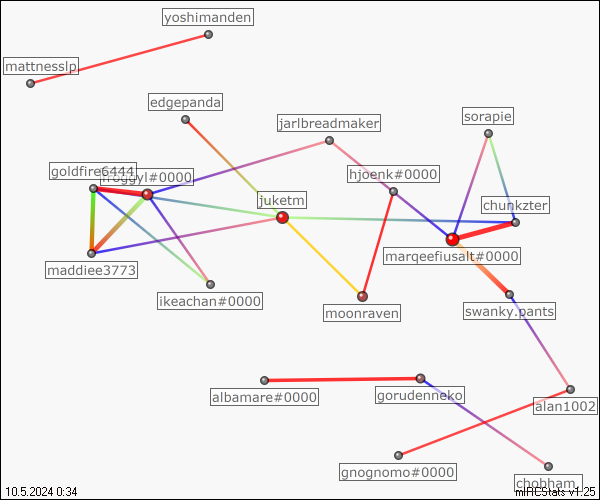 yoshimanden
mattnesslp
edgepanda
jarlbreadmaker
sorapie
goldfire6444
froggyl#0000
hjoenk#0000
juketm
chunkzter
marqeefiusalt#0000
maddiee3773
ikeachan#0000
moonraven
swanky.pants
albamare#0000
gorudenneko
alan1002
gnognomo#0000
chobham_
10.5.2024 0:34
mIRCStats v1.25